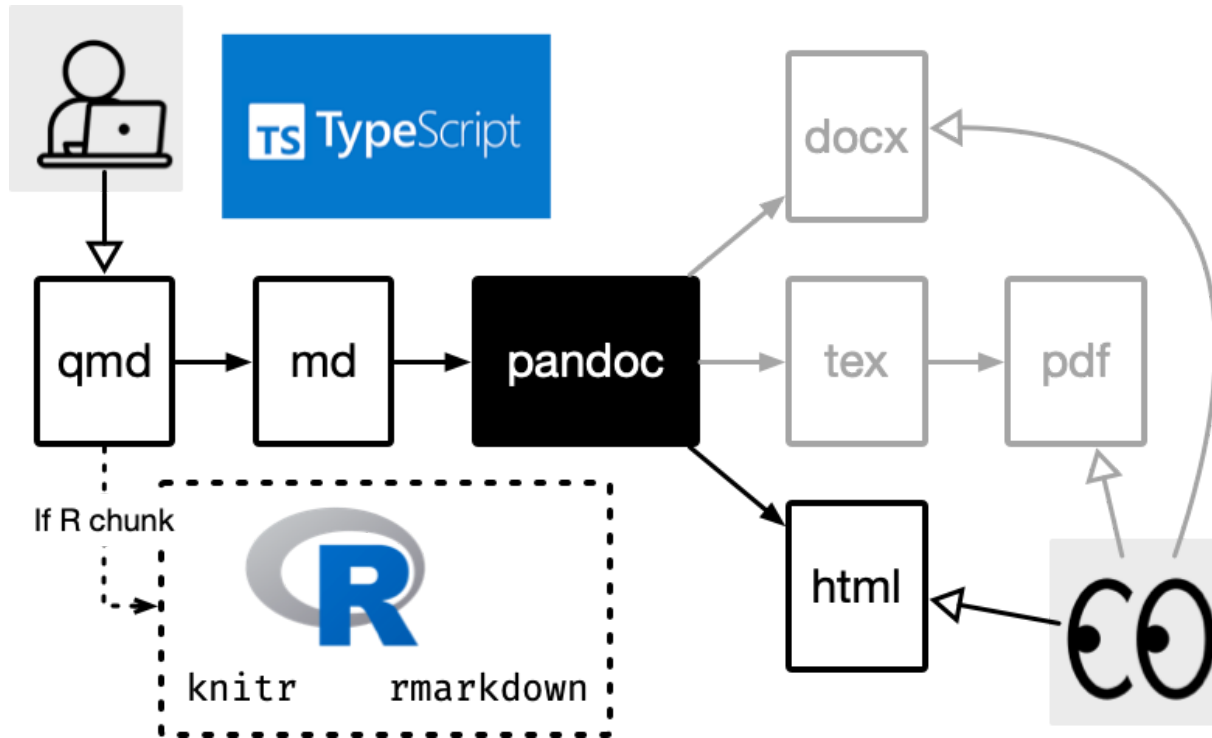 TS TypeScript
docx
qmd
md
pandoc
tex
pdf
If R chunk
R
html
knitr
rmarkdown